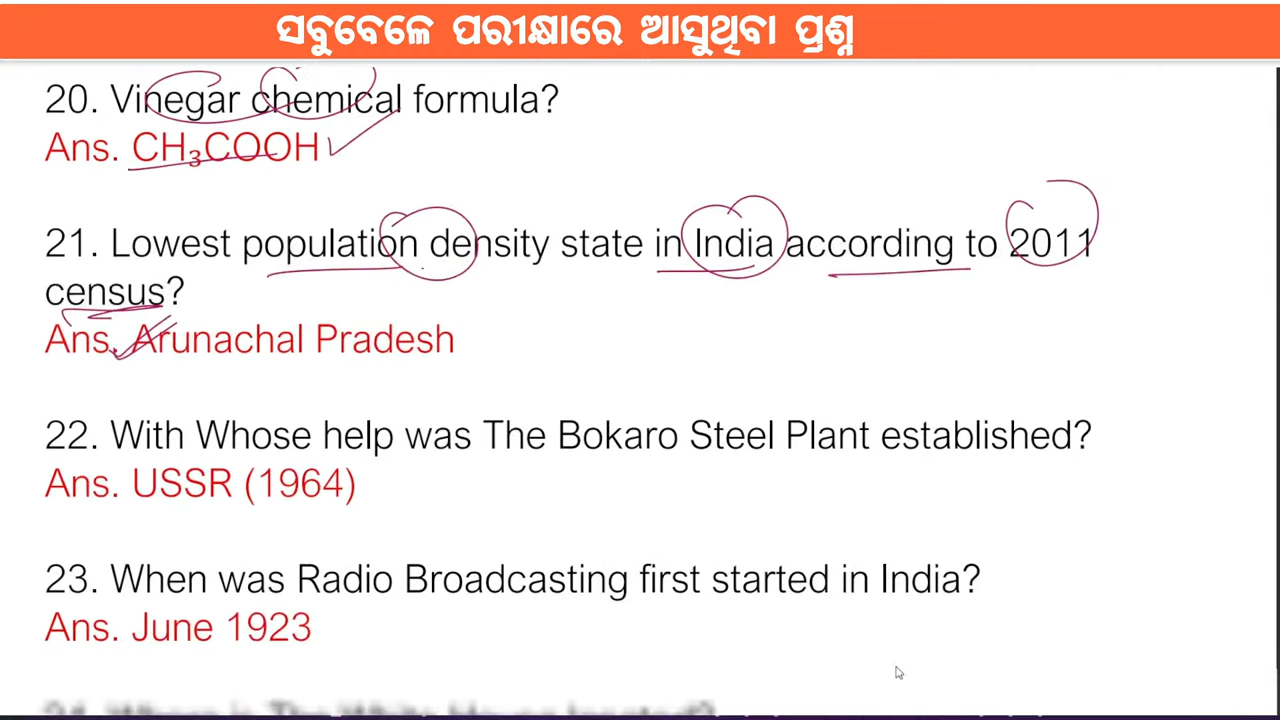 ସବୁବେଳେ ପରୀକ୍ଷାରେ ଆସୁଥିବା ପ୍ରଶ୍ନ
20. Vinegar chemical formula?
Ans. CH₃COOH
21. Lowest population density state in India according to 2011
census?
Ans. Arunachal Pradesh
22. With Whose help was The Bokaro Steel Plant established?
Ans. USSR (1964)
23. When was Radio Broadcasting first started in India?
Ans. June 1923